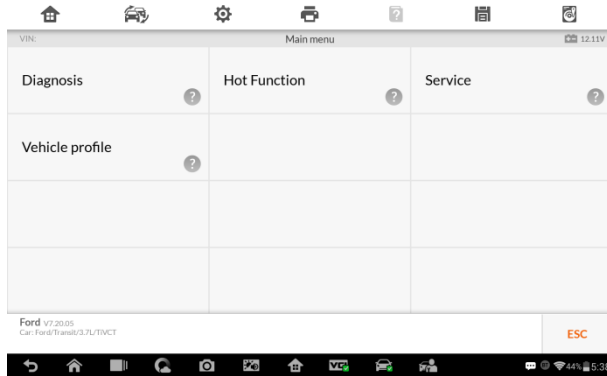 VIN:
Main menu
12.11V
Diagnosis
Hot Function
Service
Vehicle profile
Ford V7.20.05
Car: Ford/Transit/3.7L/TiVCT
ESC
44%